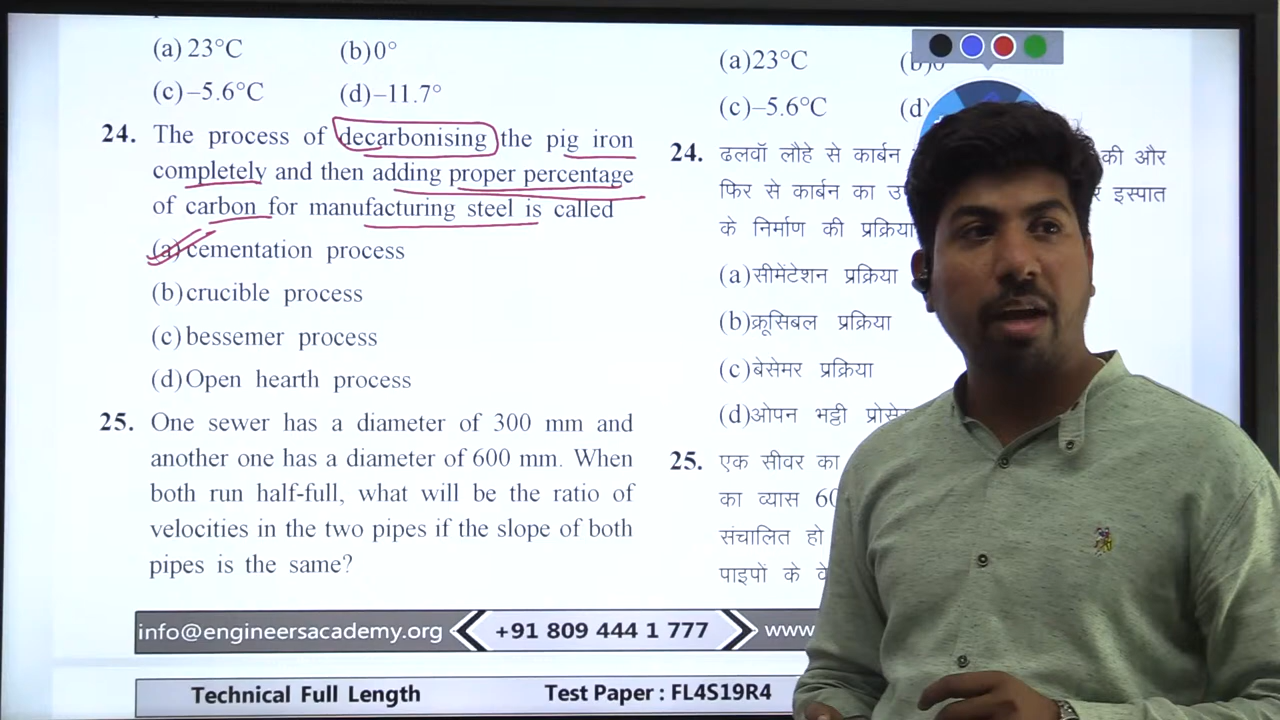 (a) 23°C (b) 0°
(c) –5.6°C (d) –11.7°
24. The process of decarbonising the pig iron
completely and then adding proper percentage
of carbon for manufacturing steel is called
(a) cementation process
(b) crucible process
(c) bessemer process
(d) Open hearth process
25. One sewer has a diameter of 300 mm and
another one has a diameter of 600 mm. When
both run half-full, what will be the ratio of
velocities in the two pipes if the slope of both
pipes is the same?
(a) 23°C (b)
(c) –5.6°C (d)
24. ढलवॉ लौहे से कार्बन की और
फिर से कार्बन का इस्पात
के निर्माण की प्रक्रिया
(a) सीमेंटेशन प्रक्रिया
(b) क्रूसिबल प्रक्रिया
(c) बेसेमर प्रक्रिया
(d) ओपन भट्ठी
25. एक सीवर का
का व्यास
संचालित हो
पाइपों के
info@engineersacademy.org +91 809 444 1 777 www
Technical Full Length Test Paper : FL4S19R4